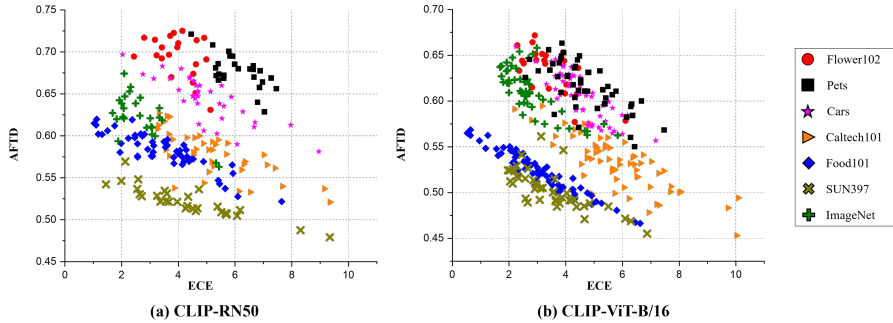 (a)
0.75
0.70
0.65
0.60
0.55
0.50
0.45
AFTD
0 2 4 6 8 10
ECE
(a) CLIP-RN50
(b)
0.70
0.65
0.60
0.55
0.50
0.45
AFTD
0 2 4 6 8 10
ECE
(b) CLIP-ViT-B/16
Flower102
Pets
Cars
Caltech101
Food101
SUN397
ImageNet